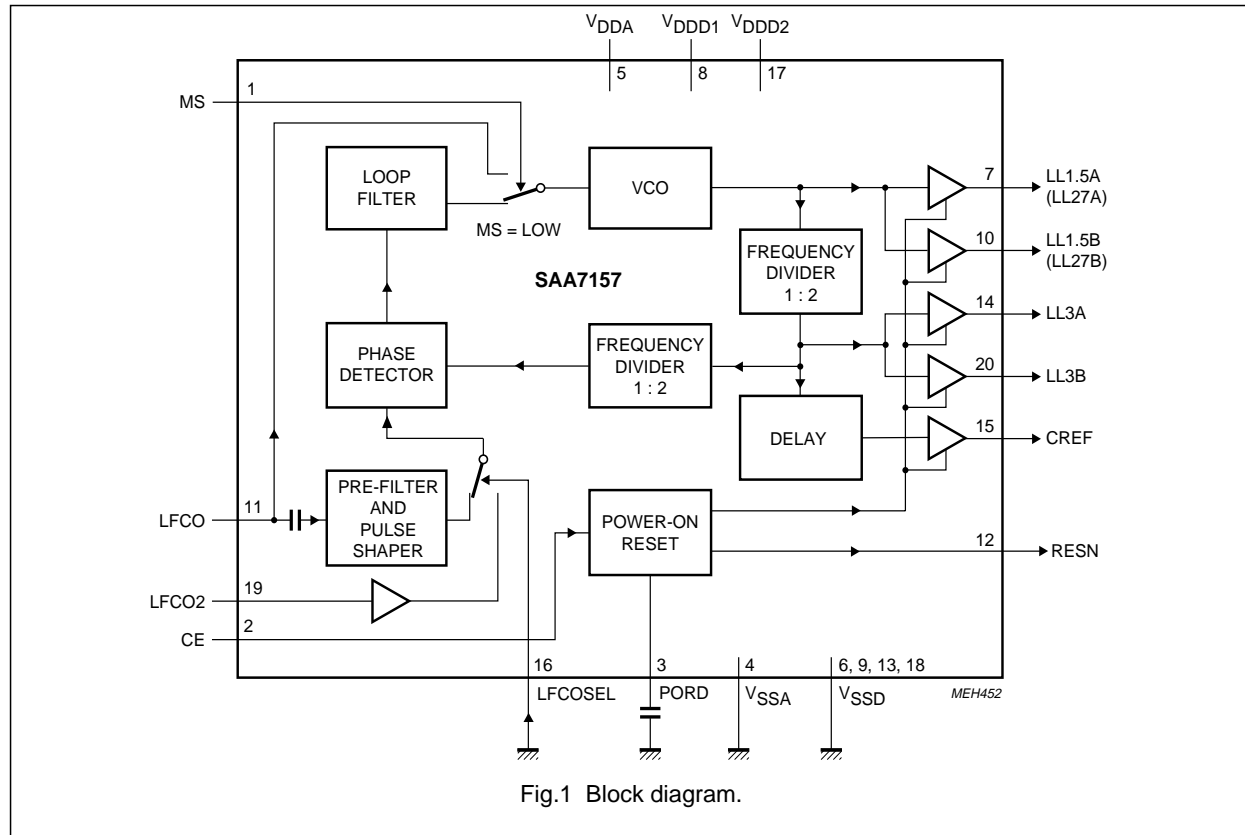 VDDA VDDD1 VDDD2
5 8 17
1
MS
LOOP
FILTER
VCO
MS = LOW
7
LL1.5A
(LL27A)
10
LL1.5B
(LL27B)
FREQUENCY
DIVIDER
1 : 2
SAA7157
14
LL3A
PHASE
DETECTOR
FREQUENCY
DIVIDER
1 : 2
20
LL3B
DELAY
15
CREF
11
LFCO
PRE-FILTER
AND
PULSE
SHAPER
POWER-ON
RESET
12
RESN
19
LFCO2
2
CE
16 3 4 6, 9, 13, 18
LFCOSEL PORD VSSA VSSD
MEH452
Fig.1 Block diagram.